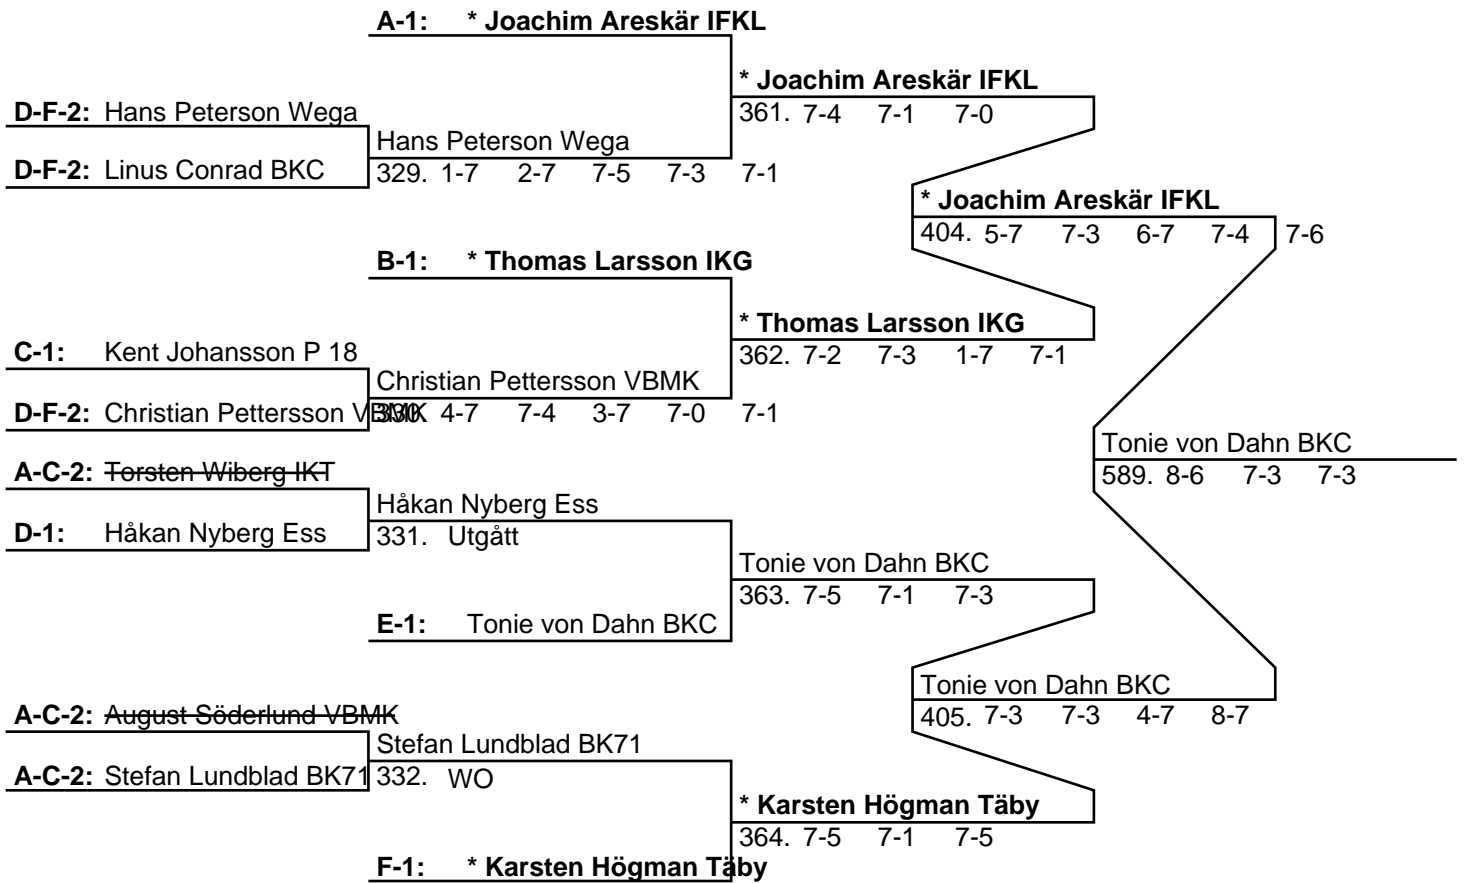 A-1: * Joachim Areskär IFKL
* Joachim Areskär IFKL
361. 7-4 7-1 7-0
D-F-2: Hans Peterson Wega
Hans Peterson Wega
D-F-2: Linus Conrad BKC
329. 1-7 2-7 7-5 7-3 7-1
* Joachim Areskär IFKL
404. 5-7 7-3 6-7 7-4 7-6
B-1: * Thomas Larsson IKG
* Thomas Larsson IKG
362. 7-2 7-3 1-7 7-1
C-1: Kent Johansson P 18
Christian Pettersson VBMK
D-F-2: Christian Pettersson VBMK
330. 4-7 7-4 3-7 7-0 7-1
Tonie von Dahn BKC
589. 8-6 7-3 7-3
A-C-2: Torsten Wiberg IKT
Håkan Nyberg Ess
D-1: Håkan Nyberg Ess
331. Utgått
Tonie von Dahn BKC
363. 7-5 7-1 7-3
E-1: Tonie von Dahn BKC
Tonie von Dahn BKC
405. 7-3 7-3 4-7 8-7
A-C-2: August Söderlund VBMK
Stefan Lundblad BK71
A-C-2: Stefan Lundblad BK71
332. WO
* Karsten Högman Täby
364. 7-5 7-1 7-5
F-1: * Karsten Högman Täby